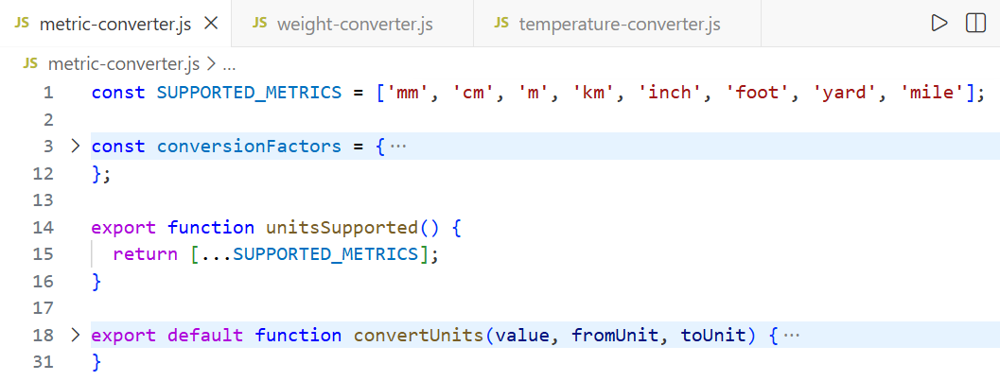 JS metric-converter.js JS weight-converter.js JS temperature-converter.js
JS metric-converter.js > ...
1 const SUPPORTED_METRICS = ['mm', 'cm', 'm', 'km', 'inch', 'foot', 'yard', 'mile'];
2
3 const conversionFactors = {...
12 };
13
14 export function unitsSupported() {
15 return [...SUPPORTED_METRICS];
16 }
17
18 export default function convertUnits(value, fromUnit, toUnit) {...
31 }